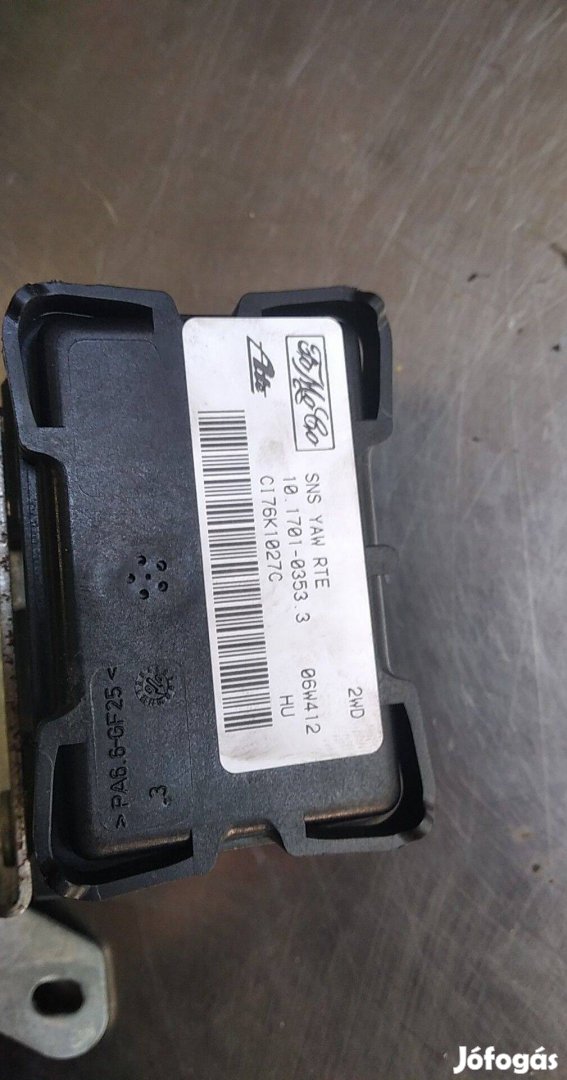 FoMoCo
Ate
SNS YAW RTE 2WD
10.1701-0353.3 06W412
CI76K1027C HU
>PA6.6-GF25<
3
Jófogás